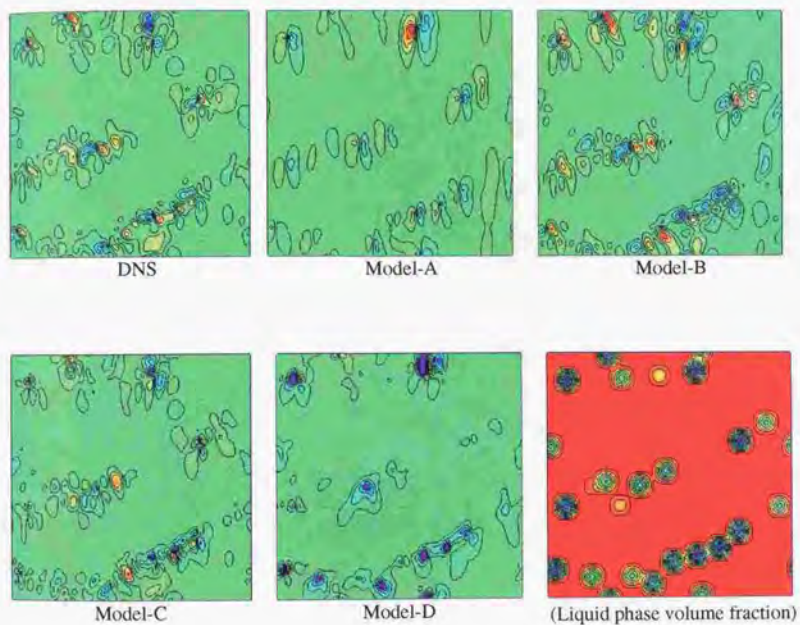 DNS
Model-A
Model-B
Model-C
Model-D
(Liquid phase volume fraction)